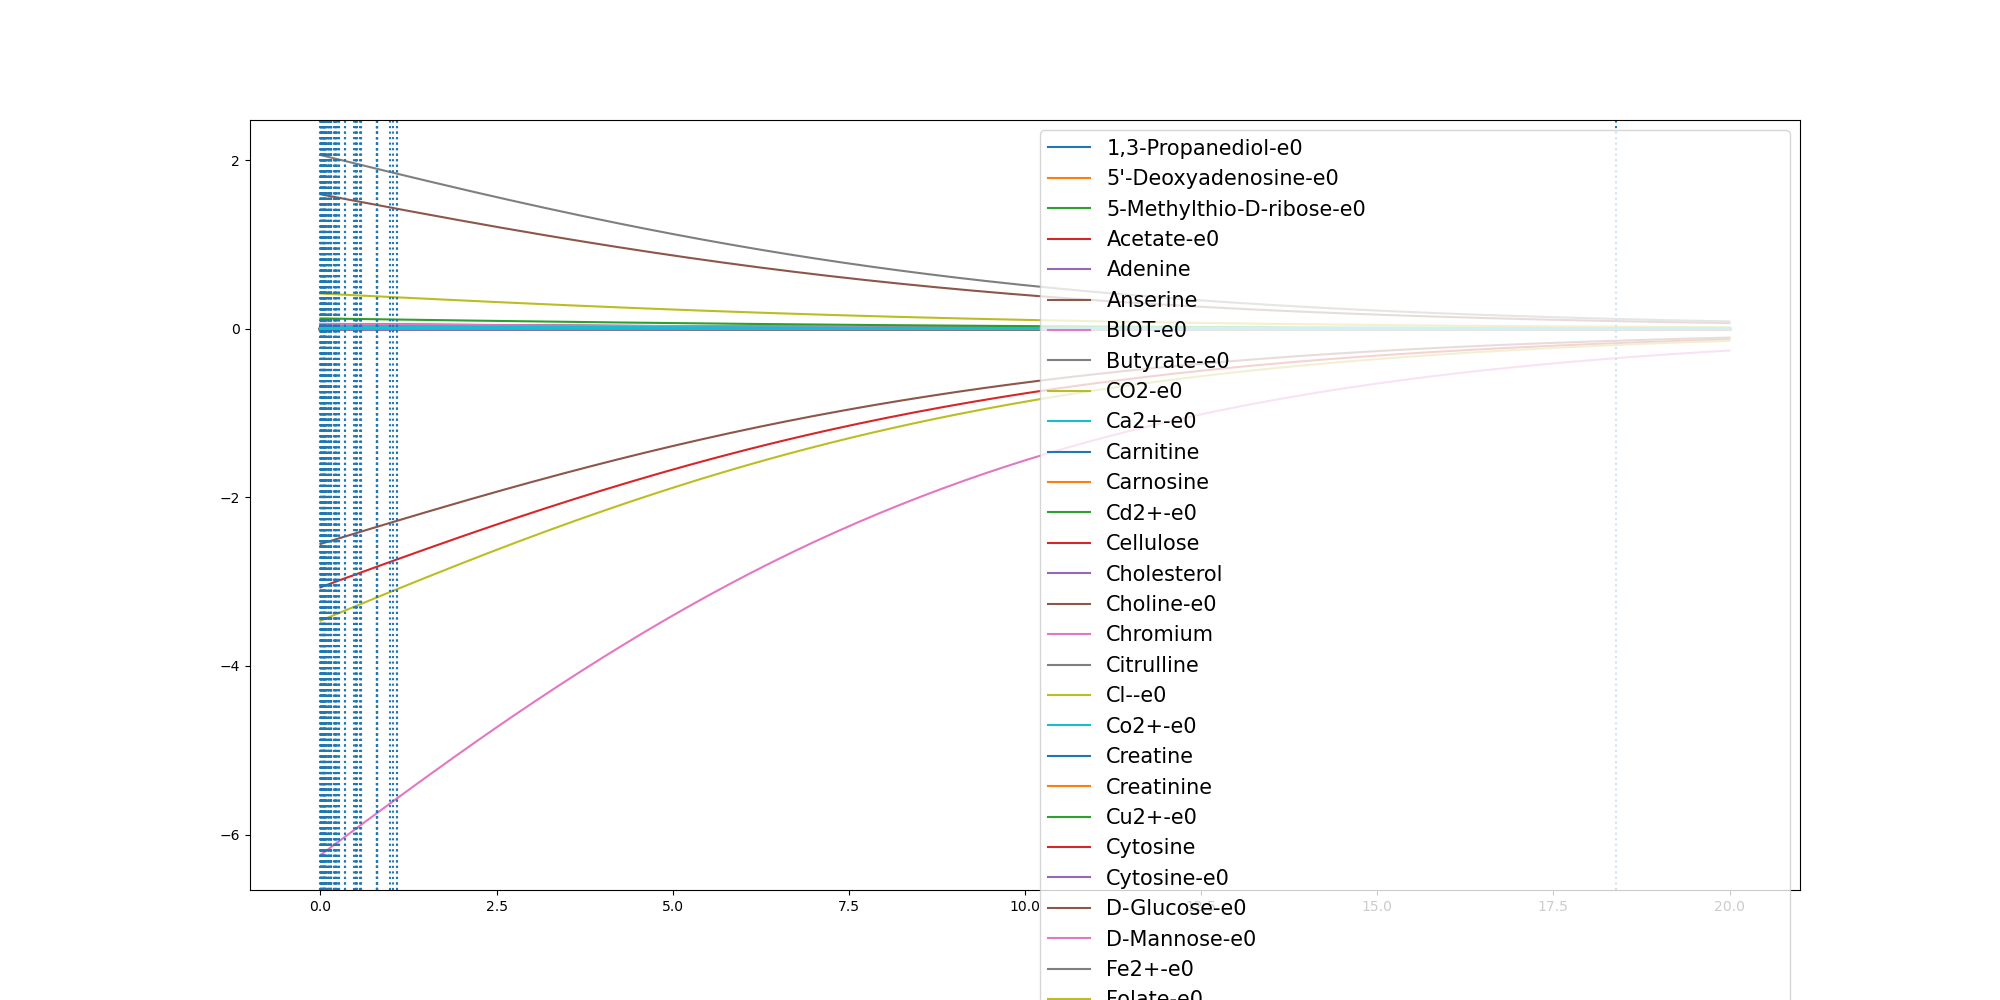 2
0
−2
−4
−6
0.0 2.5 5.0 7.5 10.0 15.0 17.5 20.0
1,3-Propanediol-e0
5'-Deoxyadenosine-e0
5-Methylthio-D-ribose-e0
Acetate-e0
Adenine
Anserine
BIOT-e0
Butyrate-e0
CO2-e0
Ca2+-e0
Carnitine
Carnosine
Cd2+-e0
Cellulose
Cholesterol
Choline-e0
Chromium
Citrulline
Cl--e0
Co2+-e0
Creatine
Creatinine
Cu2+-e0
Cytosine
Cytosine-e0
D-Glucose-e0
D-Mannose-e0
Fe2+-e0
Folate-e0